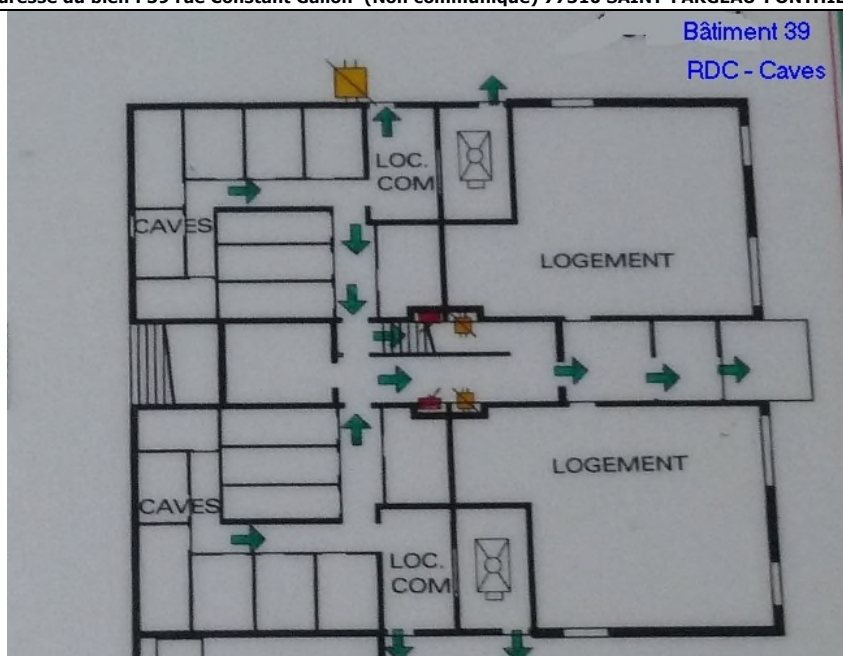 Bâtiment 39
RDC - Caves
LOC.
COM
CAVES
LOGEMENT
LOGEMENT
CAVES
LOC.
COM